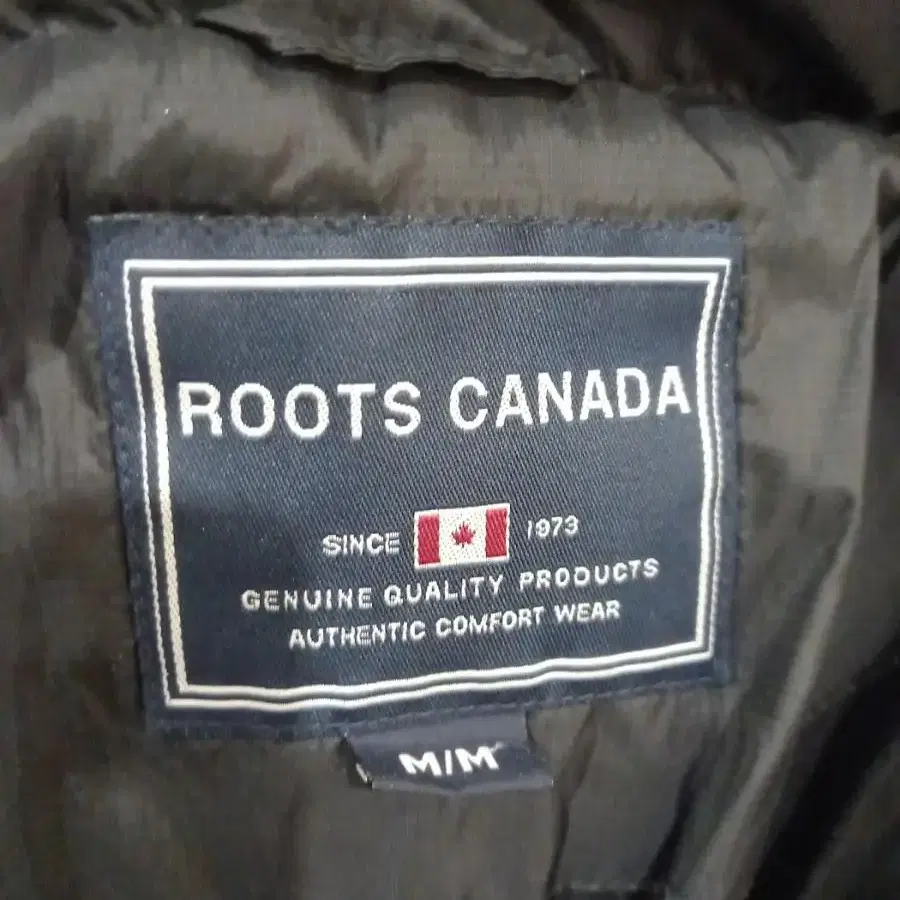 ROOTS CANADA
SINCE 1973
GENUINE QUALITY PRODUCTS
AUTHENTIC COMFORT WEAR
M/M